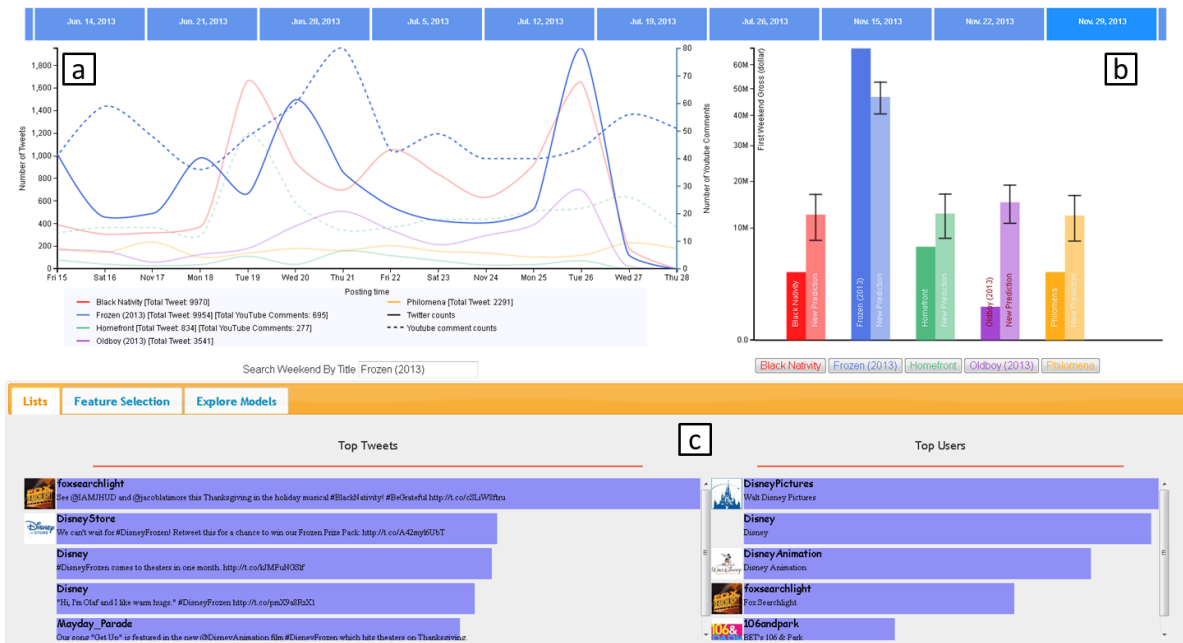 Jun. 14, 2013 Jun. 21, 2013 Jun. 28, 2013 Jul. 5, 2013 Jul. 12, 2013 Jul. 19, 2013 Jul. 26, 2013 Nov. 15, 2013 Nov. 22, 2013 Nov. 29, 2013
a
Number of Tweets
1,800
1,600
1,400
1,200
1,000
800
600
400
200
0
Fri 15 Sat 16 Nov 17 Mon 18 Tue 19 Wed 20 Thu 21 Fri 22 Sat 23 Nov 24 Mon 25 Tue 26 Wed 27 Thu 28
Posting time
80
70
60
50
40
30
20
10
0
Number of Youtube Comments
Black Nativity [Total Tweet: 9970]
Frozen (2013) [Total Tweet: 9954] [Total YouTube Comments: 695]
Homefront [Total Tweet: 834] [Total YouTube Comments: 277]
Oldboy (2013) [Total Tweet: 3541]
Philomena [Total Tweet: 2291]
Twitter counts
Youtube comment counts
b
First Weekend Gross (dollar)
60M
50M
40M
30M
20M
10M
0.0
Black Nativity
New Prediction
Frozen (2013)
New Prediction
Homefront
New Prediction
Oldboy (2013)
New Prediction
Philomena
New Prediction
Black Nativity Frozen (2013) Homefront Oldboy (2013) Philomena
Search Weekend By Title Frozen (2013)
Lists Feature Selection Explore Models
c
Top Tweets
foxsearchlight
See @IAMJHUD and @jacoblatimore this Thanksgiving in the holiday musical #BlackNativity! #BeGrateful
DisneyStore
We can't wait for #DisneyFrozen! Retweet this for a chance to win our Frozen Prize Pack:
Disney
#DisneyFrozen comes to theaters in one month.
Disney
"Hi, I'm Olaf and I like warm hugs." #DisneyFrozen
Mayday_Parade
Our song "Get Up" is featured in the new @DisneyAnimation film #DisneyFrozen which hits theaters on Thanksgiving.
Top Users
DisneyPictures
Walt Disney Pictures
Disney
Disney
DisneyAnimation
Disney Animation
foxsearchlight
Fox Searchlight
106andpark
BET's 106 & Park